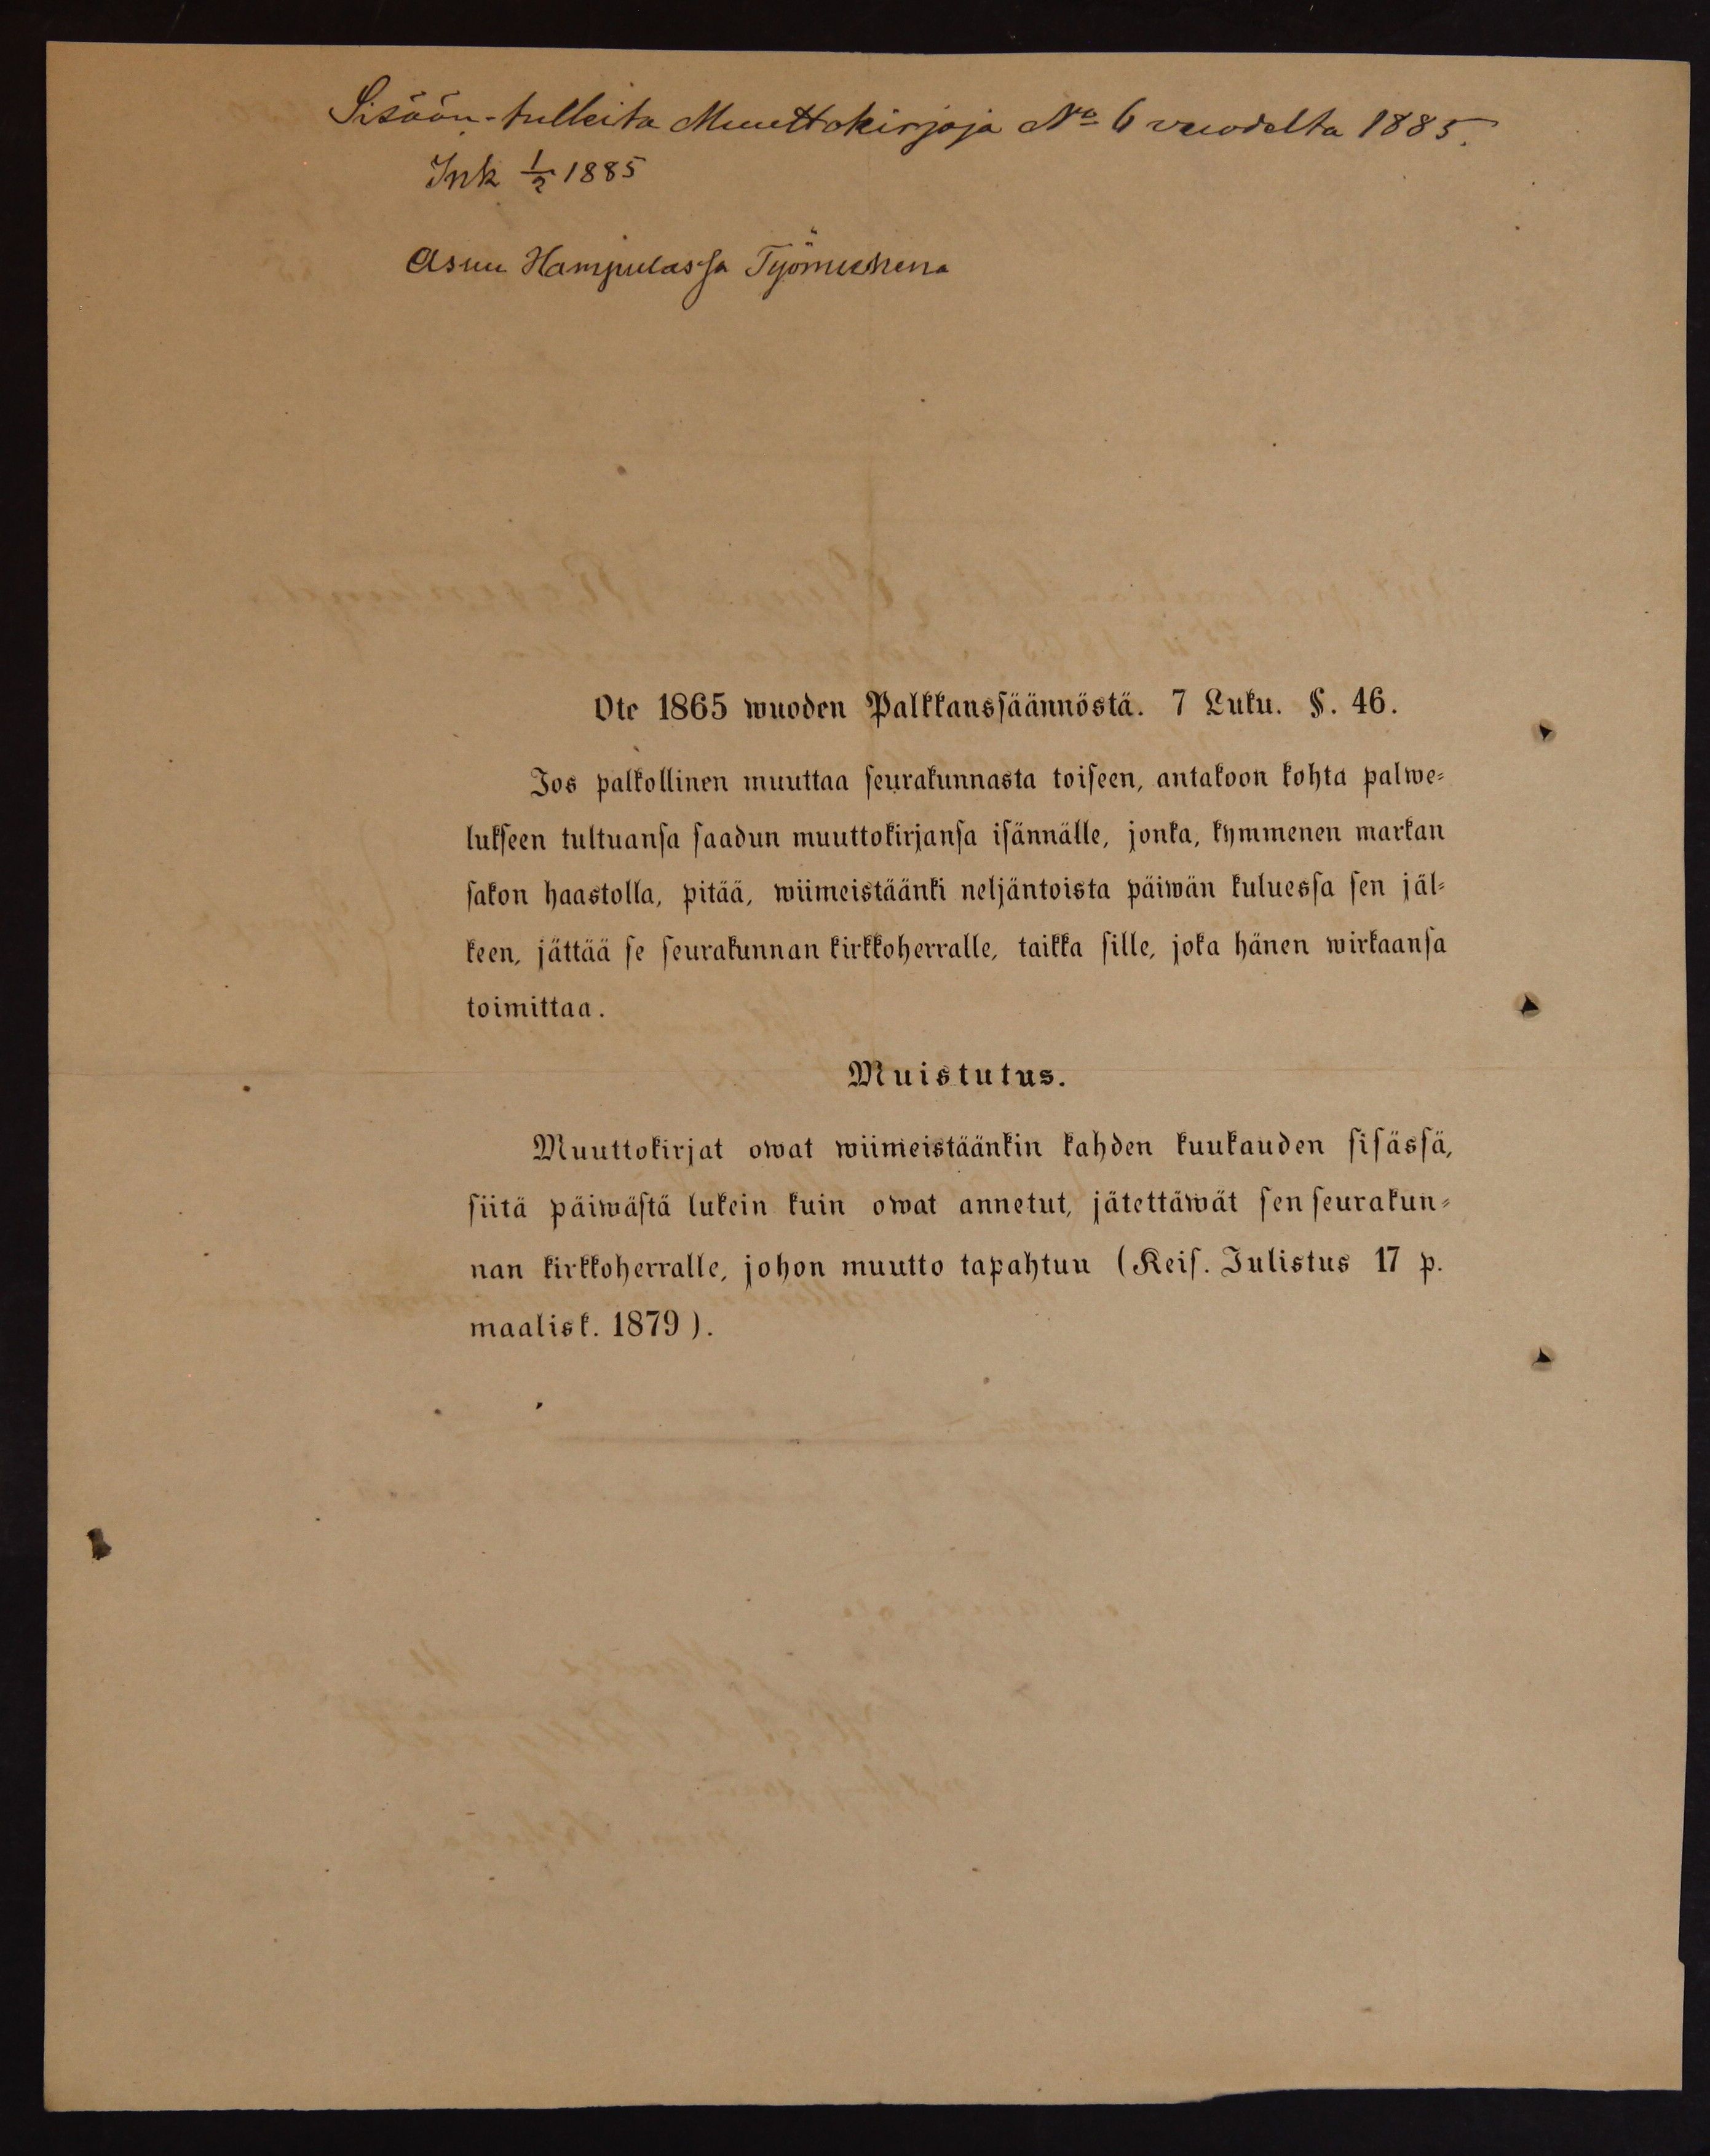 Sisään-tulleita Muuttokirjoja No 6 vuodelta 1885.
Ink 1/2 1885
Asuu Hampulassa Työmiehenä
Ote 1865 wuoden Palkkanssäännöstä. 7 Luku. §. 46.
Jos palkollinen muuttaa seurakunnasta toiseen, antakoon kohta palwe-
lukseen tultuansa saadun muuttokirjansa isännälle, jonka, kymmenen markan
sakon haastolla, pitää, wiimeistäänki neljäntoista päiwän kuluessa sen jäl-
keen, jättää se seurakunnan kirkkoherralle, taikka sille, joka hänen wirkaansa
toimittaa.
Muistutus.
Muuttokirjat owat wiimeistäänkin kahden kuukauden sisässä,
siitä päiwästä lukein kuin owat annetut, jätettäwät sen seurakun-
nan kirkkoherralle, johon muutto tapahtuu (Keis. Julistus 17 p.
maalisk. 1879).